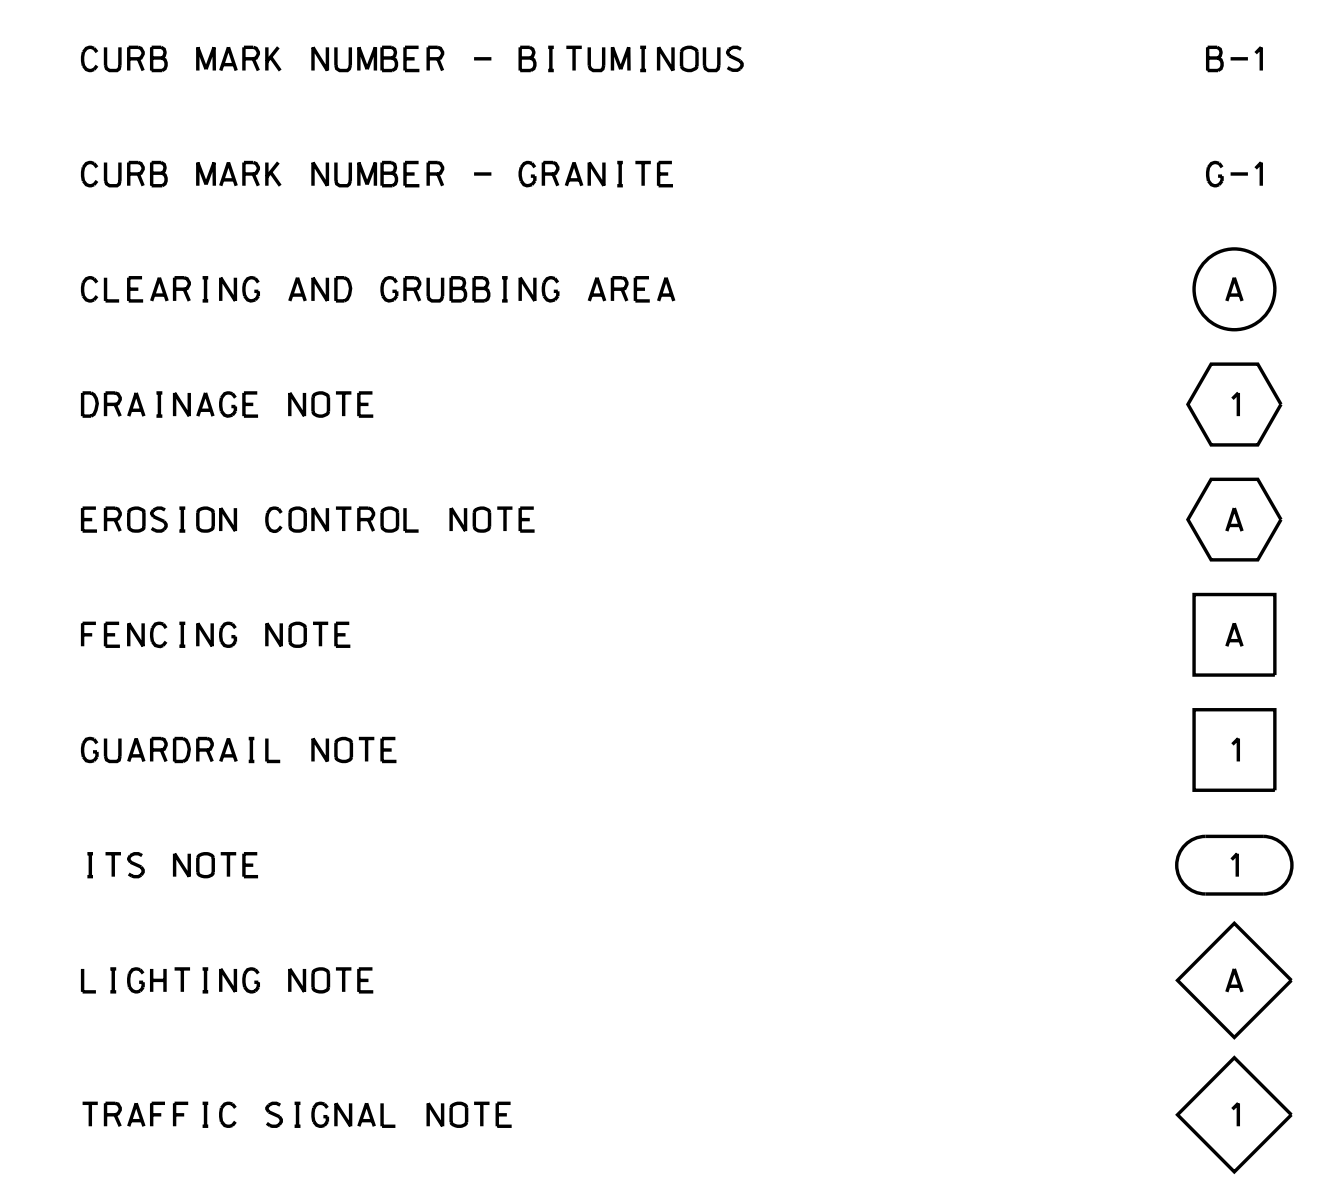 CURB MARK NUMBER - BITUMINOUS B-1
CURB MARK NUMBER - GRANITE G-1
CLEARING AND GRUBBING AREA A
DRAINAGE NOTE 1
EROSION CONTROL NOTE A
FENCING NOTE A
GUARDRAIL NOTE 1
ITS NOTE 1
LIGHTING NOTE A
TRAFFIC SIGNAL NOTE 1